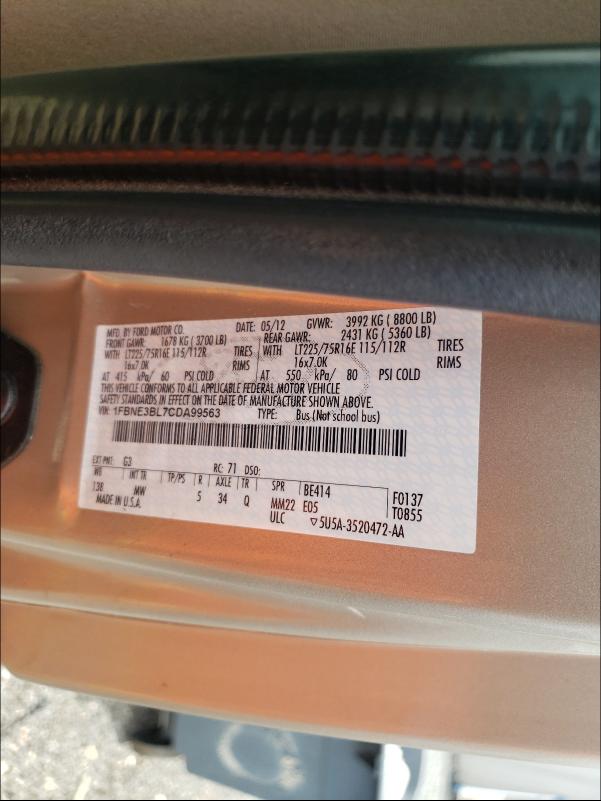 MFD. BY FORD MOTOR CO. DATE: 05/12 GVWR: 3992 KG ( 8800 LB)
FRONT GAWR: 1678 KG (3700 LB) REAR GAWR: 2431 KG ( 5360 LB)
WITH LT225/75R16E 115/112R TIRES WITH LT225/75R16E 115/112R TIRES
16x7.0K RIMS 16x7.0K RIMS
AT 415 kPa/ 60 PSI COLD AT 550 kPa/ 80 PSI COLD
THIS VEHICLE CONFORMS TO ALL APPLICABLE FEDERAL MOTOR VEHICLE
SAFETY STANDARDS IN EFFECT ON THE DATE OF MANUFACTURE SHOWN ABOVE.
VIN: 1FBNE3BL7CDA99563 TYPE: Bus (Not school bus)
EXT PNT: G3 RC: 71 DSO:
WB INT TR TP/PS R AXLE TR SPR BE414 F0137
138 MW 5 34 Q MM22 E05 T0855
MADE IN U.S.A. ULC ▽5U5A-3520472-AA